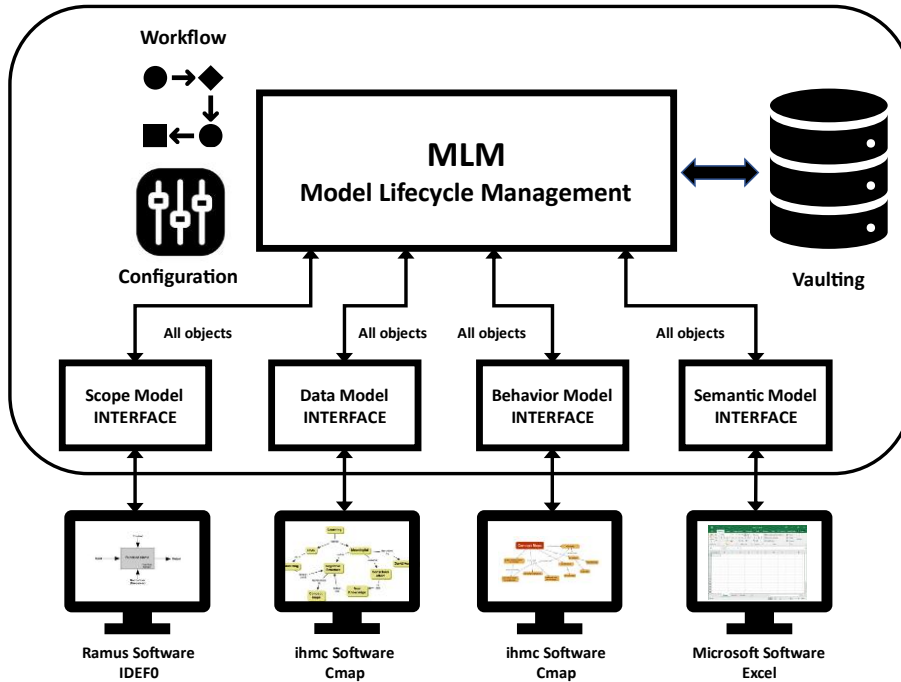 Workflow
MLM
Model Lifecycle Management
Configuration
Vaulting
All objects
All objects
All objects
All objects
Scope Model
INTERFACE
Data Model
INTERFACE
Behavior Model
INTERFACE
Semantic Model
INTERFACE
Ramus Software
IDEF0
ihmc Software
Cmap
ihmc Software
Cmap
Microsoft Software
Excel